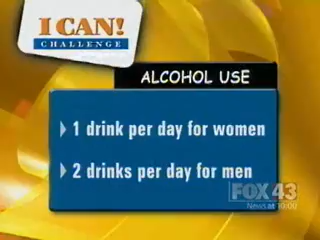 I CAN!
CHALLENGE
ALCOHOL USE
1 drink per day for women
2 drinks per day for men
FOX 43
News at 10:00